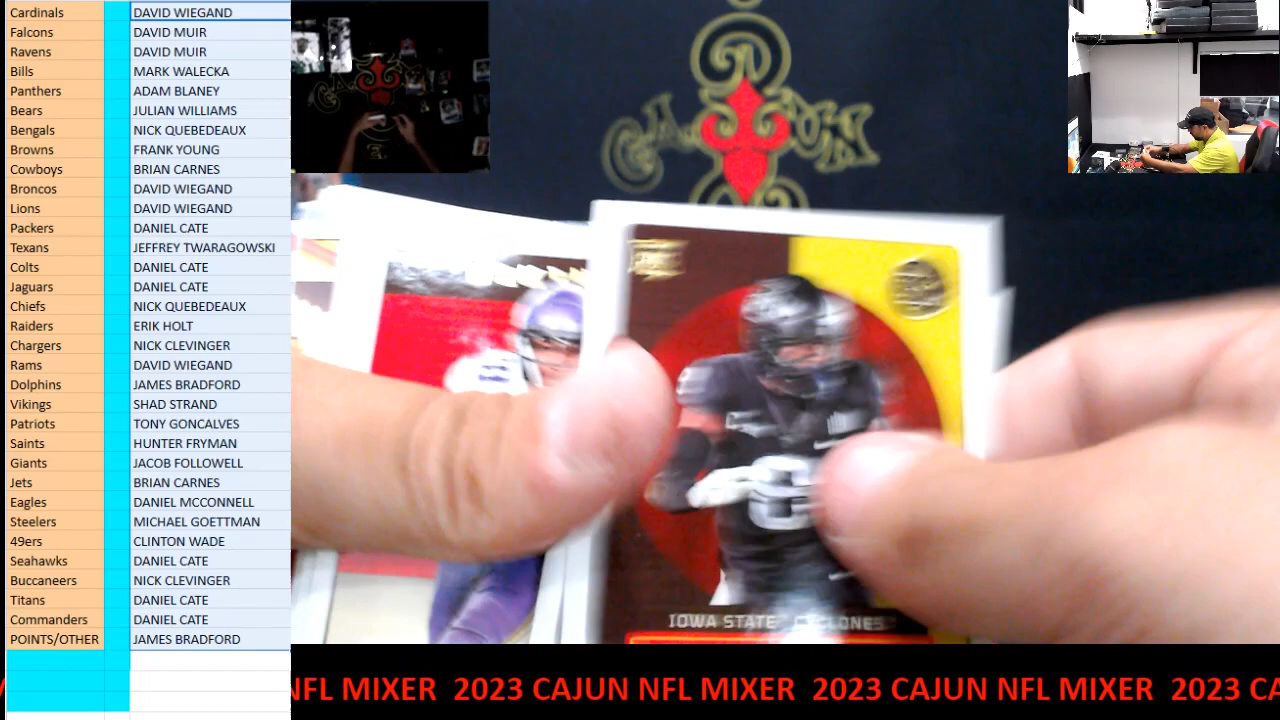 Cardinals DAVID WIEGAND
Falcons DAVID MUIR
Ravens DAVID MUIR
Bills MARK WALECKA
Panthers ADAM BLANEY
Bears JULIAN WILLIAMS
Bengals NICK QUEBEDEAUX
Browns FRANK YOUNG
Cowboys BRIAN CARNES
Broncos DAVID WIEGAND
Lions DAVID WIEGAND
Packers DANIEL CATE
Texans JEFFREY TWARAGOWSKI
Colts DANIEL CATE
Jaguars DANIEL CATE
Chiefs NICK QUEBEDEAUX
Raiders ERIK HOLT
Chargers NICK CLEVINGER
Rams DAVID WIEGAND
Dolphins JAMES BRADFORD
Vikings SHAD STRAND
Patriots TONY GONCALVES
Saints HUNTER FRYMAN
Giants JACOB FOLLOWELL
Jets BRIAN CARNES
Eagles DANIEL MCCONNELL
Steelers MICHAEL GOETTMAN
49ers CLINTON WADE
Seahawks DANIEL CATE
Buccaneers NICK CLEVINGER
Titans DANIEL CATE
Commanders DANIEL CATE
POINTS/OTHER JAMES BRADFORD
CAJUN
IOWA STATE CYCLONES
NFL MIXER 2023 CAJUN NFL MIXER 2023 CAJUN NFL MIXER 2023 CA